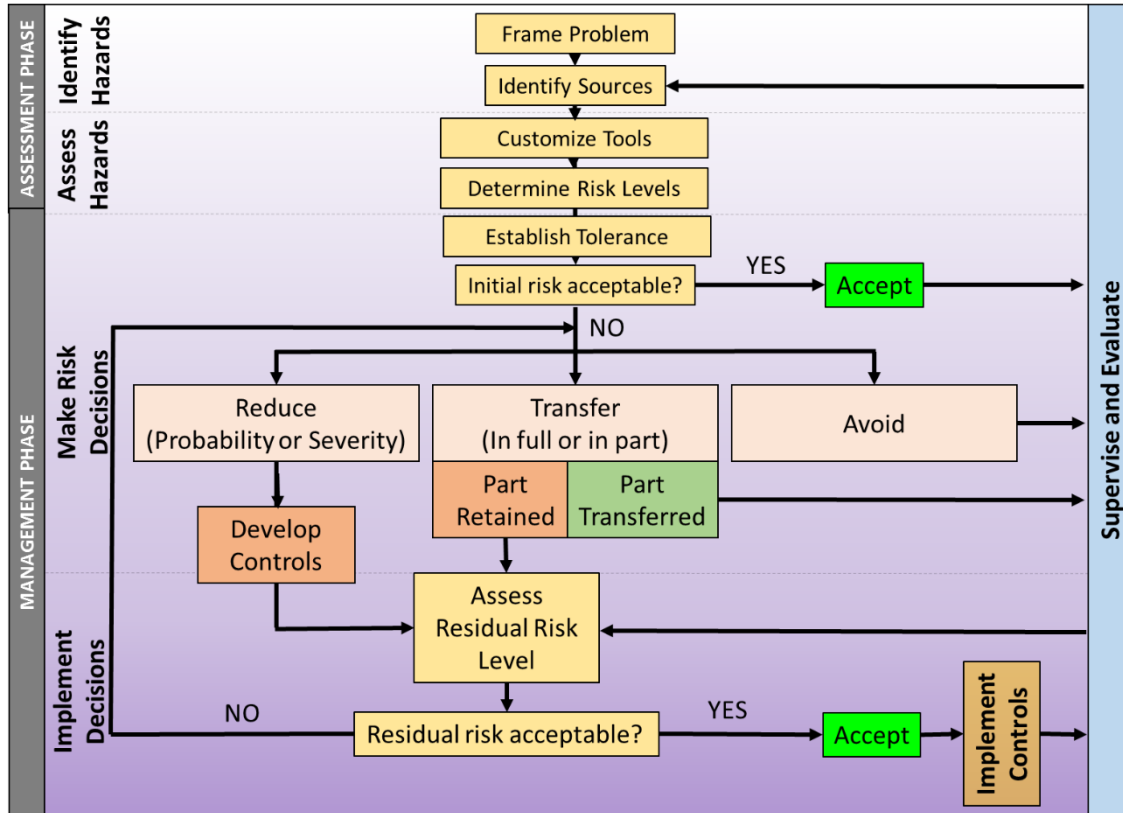 ASSESSMENT PHASE
Identify
Hazards
Assess
Hazards
MANAGEMENT PHASE
Make Risk
Decisions
Implement
Decisions
Frame Problem
Identify Sources
Customize Tools
Determine Risk Levels
Establish Tolerance
Initial risk acceptable?
YES
Accept
NO
Reduce
(Probability or Severity)
Transfer
(In full or in part)
Avoid
Part
Retained
Part
Transferred
Develop
Controls
Assess
Residual Risk
Level
NO
Residual risk acceptable?
YES
Accept
Implement
Controls
Supervise and Evaluate